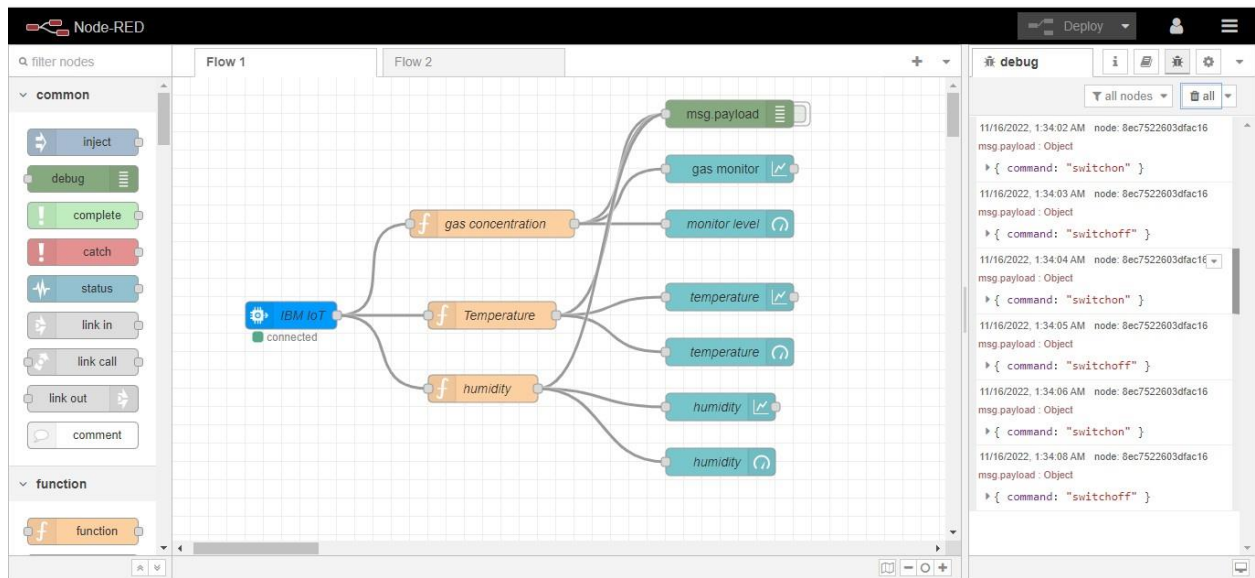 Node-RED
Deploy
filter nodes
Flow 1
Flow 2
debug
i
all nodes
all
common
inject
debug
complete
catch
status
link in
link call
link out
comment
function
function
msg.payload
gas monitor
gas concentration
monitor level
IBM IoT
connected
Temperature
temperature
temperature
humidity
humidity
humidity
11/16/2022, 1:34:02 AM node: 8ec7522603dfac16
msg.payload : Object
{ command: "switchon" }
11/16/2022, 1:34:03 AM node: 8ec7522603dfac16
msg.payload : Object
{ command: "switchoff" }
11/16/2022, 1:34:04 AM node: 8ec7522603dfac16
msg.payload : Object
{ command: "switchon" }
11/16/2022, 1:34:05 AM node: 8ec7522603dfac16
msg.payload : Object
{ command: "switchoff" }
11/16/2022, 1:34:06 AM node: 8ec7522603dfac16
msg.payload : Object
{ command: "switchon" }
11/16/2022, 1:34:08 AM node: 8ec7522603dfac16
msg.payload : Object
{ command: "switchoff" }